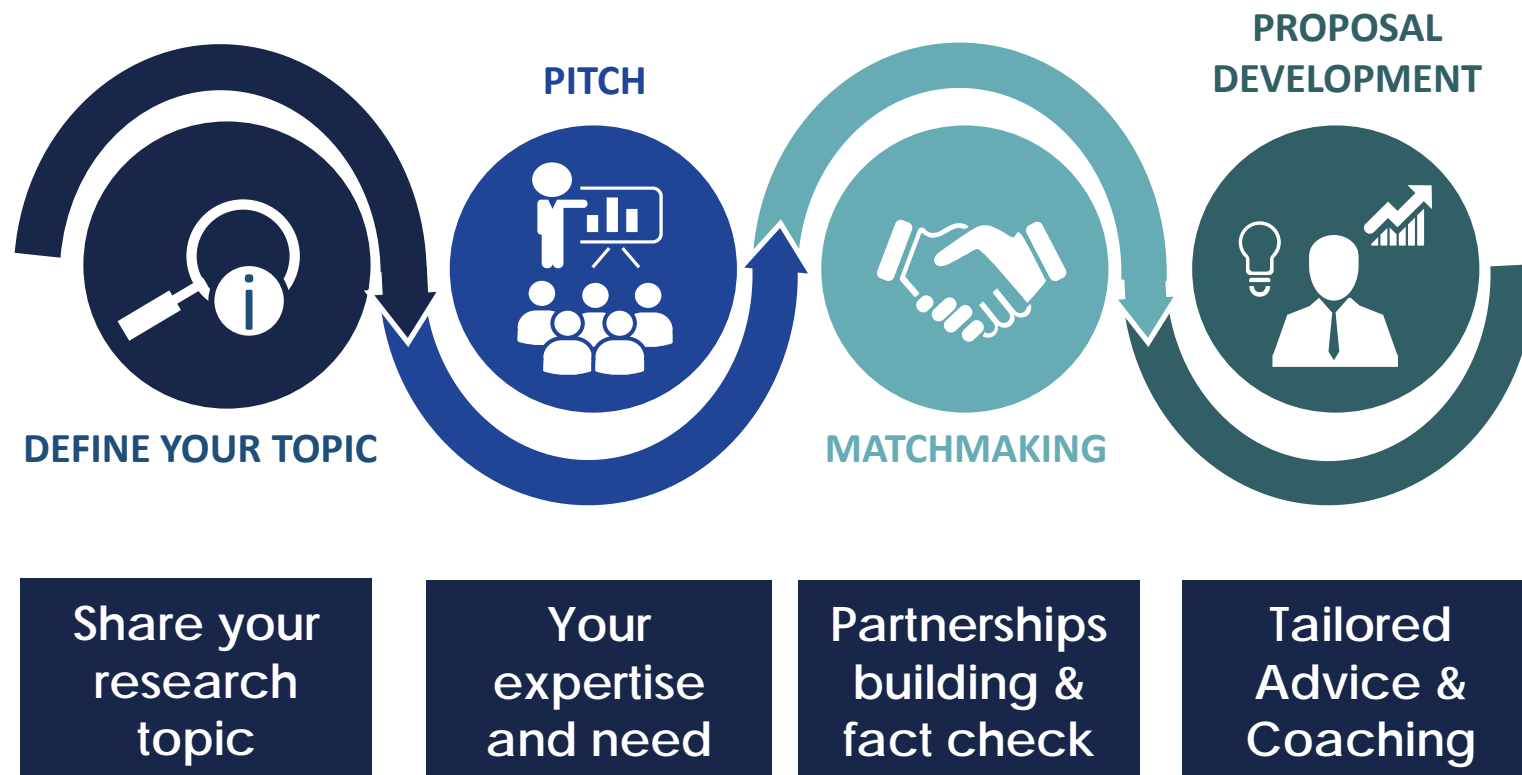 PROPOSAL
DEVELOPMENT
PITCH
i
DEFINE YOUR TOPIC
MATCHMAKING
Share your
research
topic
Your
expertise
and need
Partnerships
building &
fact check
Tailored
Advice &
Coaching